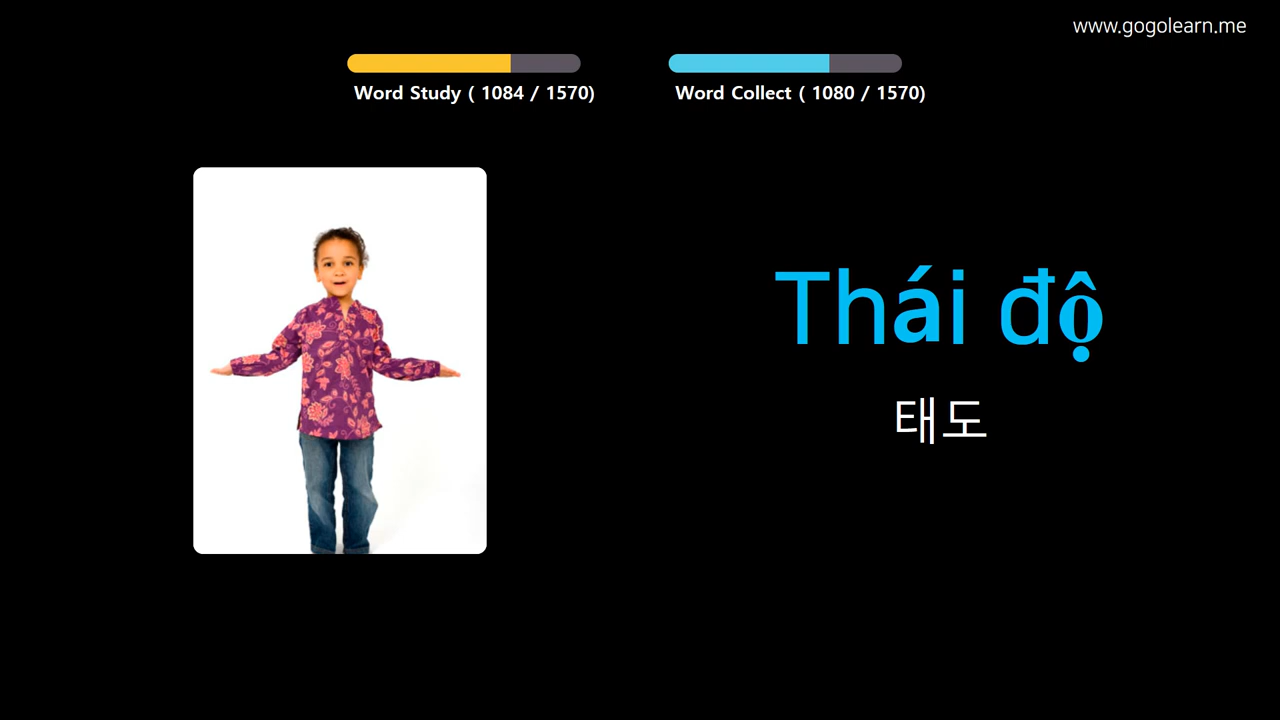 www.gogolearn.me
Word Study ( 1084 / 1570)
Word Collect ( 1080 / 1570)
Thái độ
태도